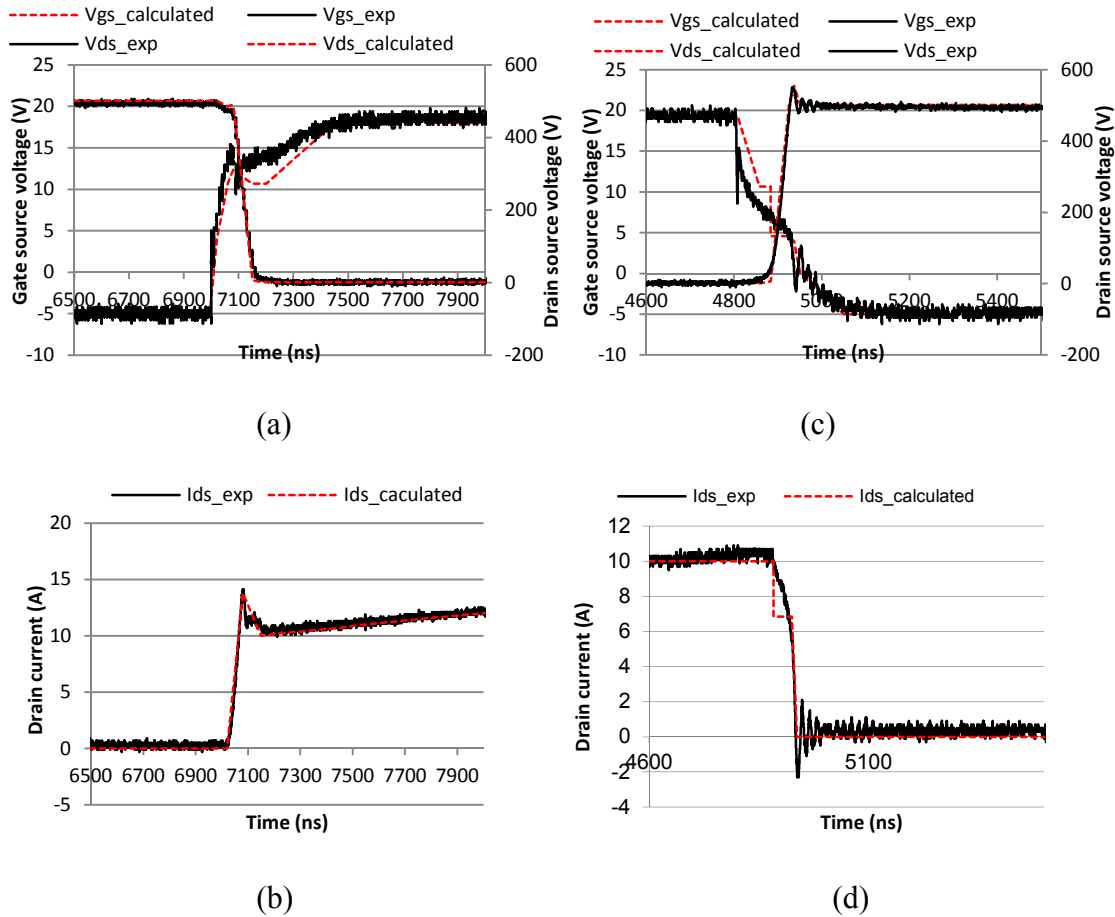 Vgs_calculated Vgs_exp
Vds_exp Vds_calculated
25
20
15
10
5
0
-5
-10
600
400
200
0
-200
6500 6700 6900 7100 7300 7500 7700 7900
Gate source voltage (V)
Drain source voltage (V)
Time (ns)
(a)
Vgs_calculated Vgs_exp
Vds_calculated Vds_exp
25
20
15
10
5
0
-5
-10
600
400
200
0
-200
4600 4800 5000 5200 5400
Gate source voltage (V)
Drain source voltage (V)
Time (ns)
(c)
Ids_exp Ids_caculated
20
15
10
5
0
-5
6500 6700 6900 7100 7300 7500 7700 7900
Drain current (A)
Time (ns)
(b)
Ids_exp Ids_calculated
12
10
8
6
4
2
0
-2
-4
4600 5100
Drain current (A)
Time (ns)
(d)